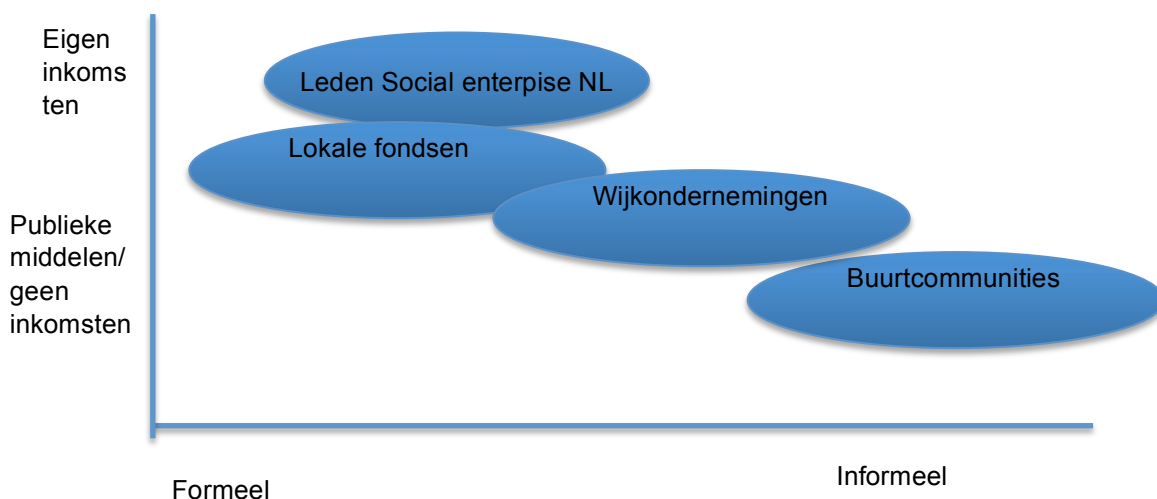 Eigen
inkoms
ten
Leden Social enterpise NL
Lokale fondsen
Wijkondernemingen
Publieke
middelen/
geen
inkomsten
Buurtcommunities
Formeel
Informeel